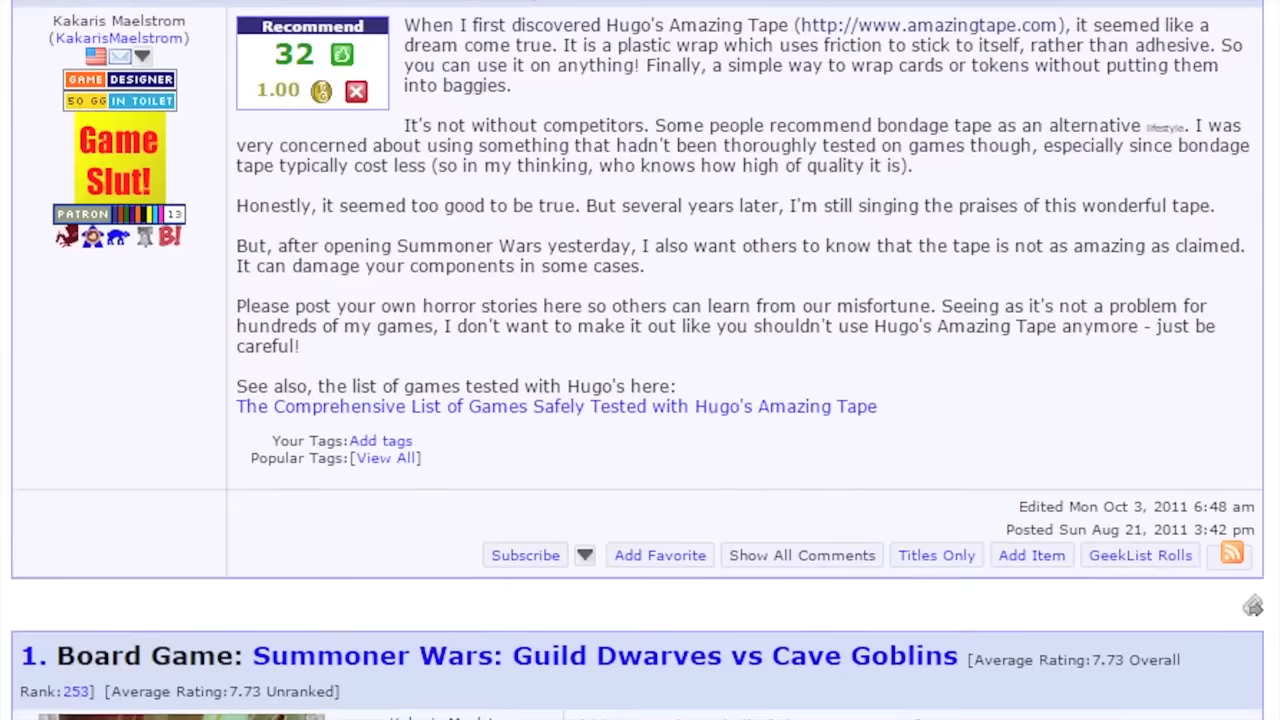 Kakaris Maelstrom
(KakarisMaelstrom)
GAME DESIGNER
50 GG IN TOILET
Game
Slut!
PATRON 13
B!
Recommend
32
1.00
When I first discovered Hugo's Amazing Tape (http://www.amazingtape.com), it seemed like a
dream come true. It is a plastic wrap which uses friction to stick to itself, rather than adhesive. So
you can use it on anything! Finally, a simple way to wrap cards or tokens without putting them
into baggies.
It's not without competitors. Some people recommend bondage tape as an alternative lifestyle. I was
very concerned about using something that hadn't been thoroughly tested on games though, especially since bondage
tape typically cost less (so in my thinking, who knows how high of quality it is).
Honestly, it seemed too good to be true. But several years later, I'm still singing the praises of this wonderful tape.
But, after opening Summoner Wars yesterday, I also want others to know that the tape is not as amazing as claimed.
It can damage your components in some cases.
Please post your own horror stories here so others can learn from our misfortune. Seeing as it's not a problem for
hundreds of my games, I don't want to make it out like you shouldn't use Hugo's Amazing Tape anymore - just be
careful!
See also, the list of games tested with Hugo's here:
The Comprehensive List of Games Safely Tested with Hugo's Amazing Tape
Your Tags: Add tags
Popular Tags: [View All]
Edited Mon Oct 3, 2011 6:48 am
Posted Sun Aug 21, 2011 3:42 pm
Subscribe Add Favorite Show All Comments Titles Only Add Item GeekList Rolls
1. Board Game: Summoner Wars: Guild Dwarves vs Cave Goblins [Average Rating:7.73 Overall
Rank:253] [Average Rating:7.73 Unranked]